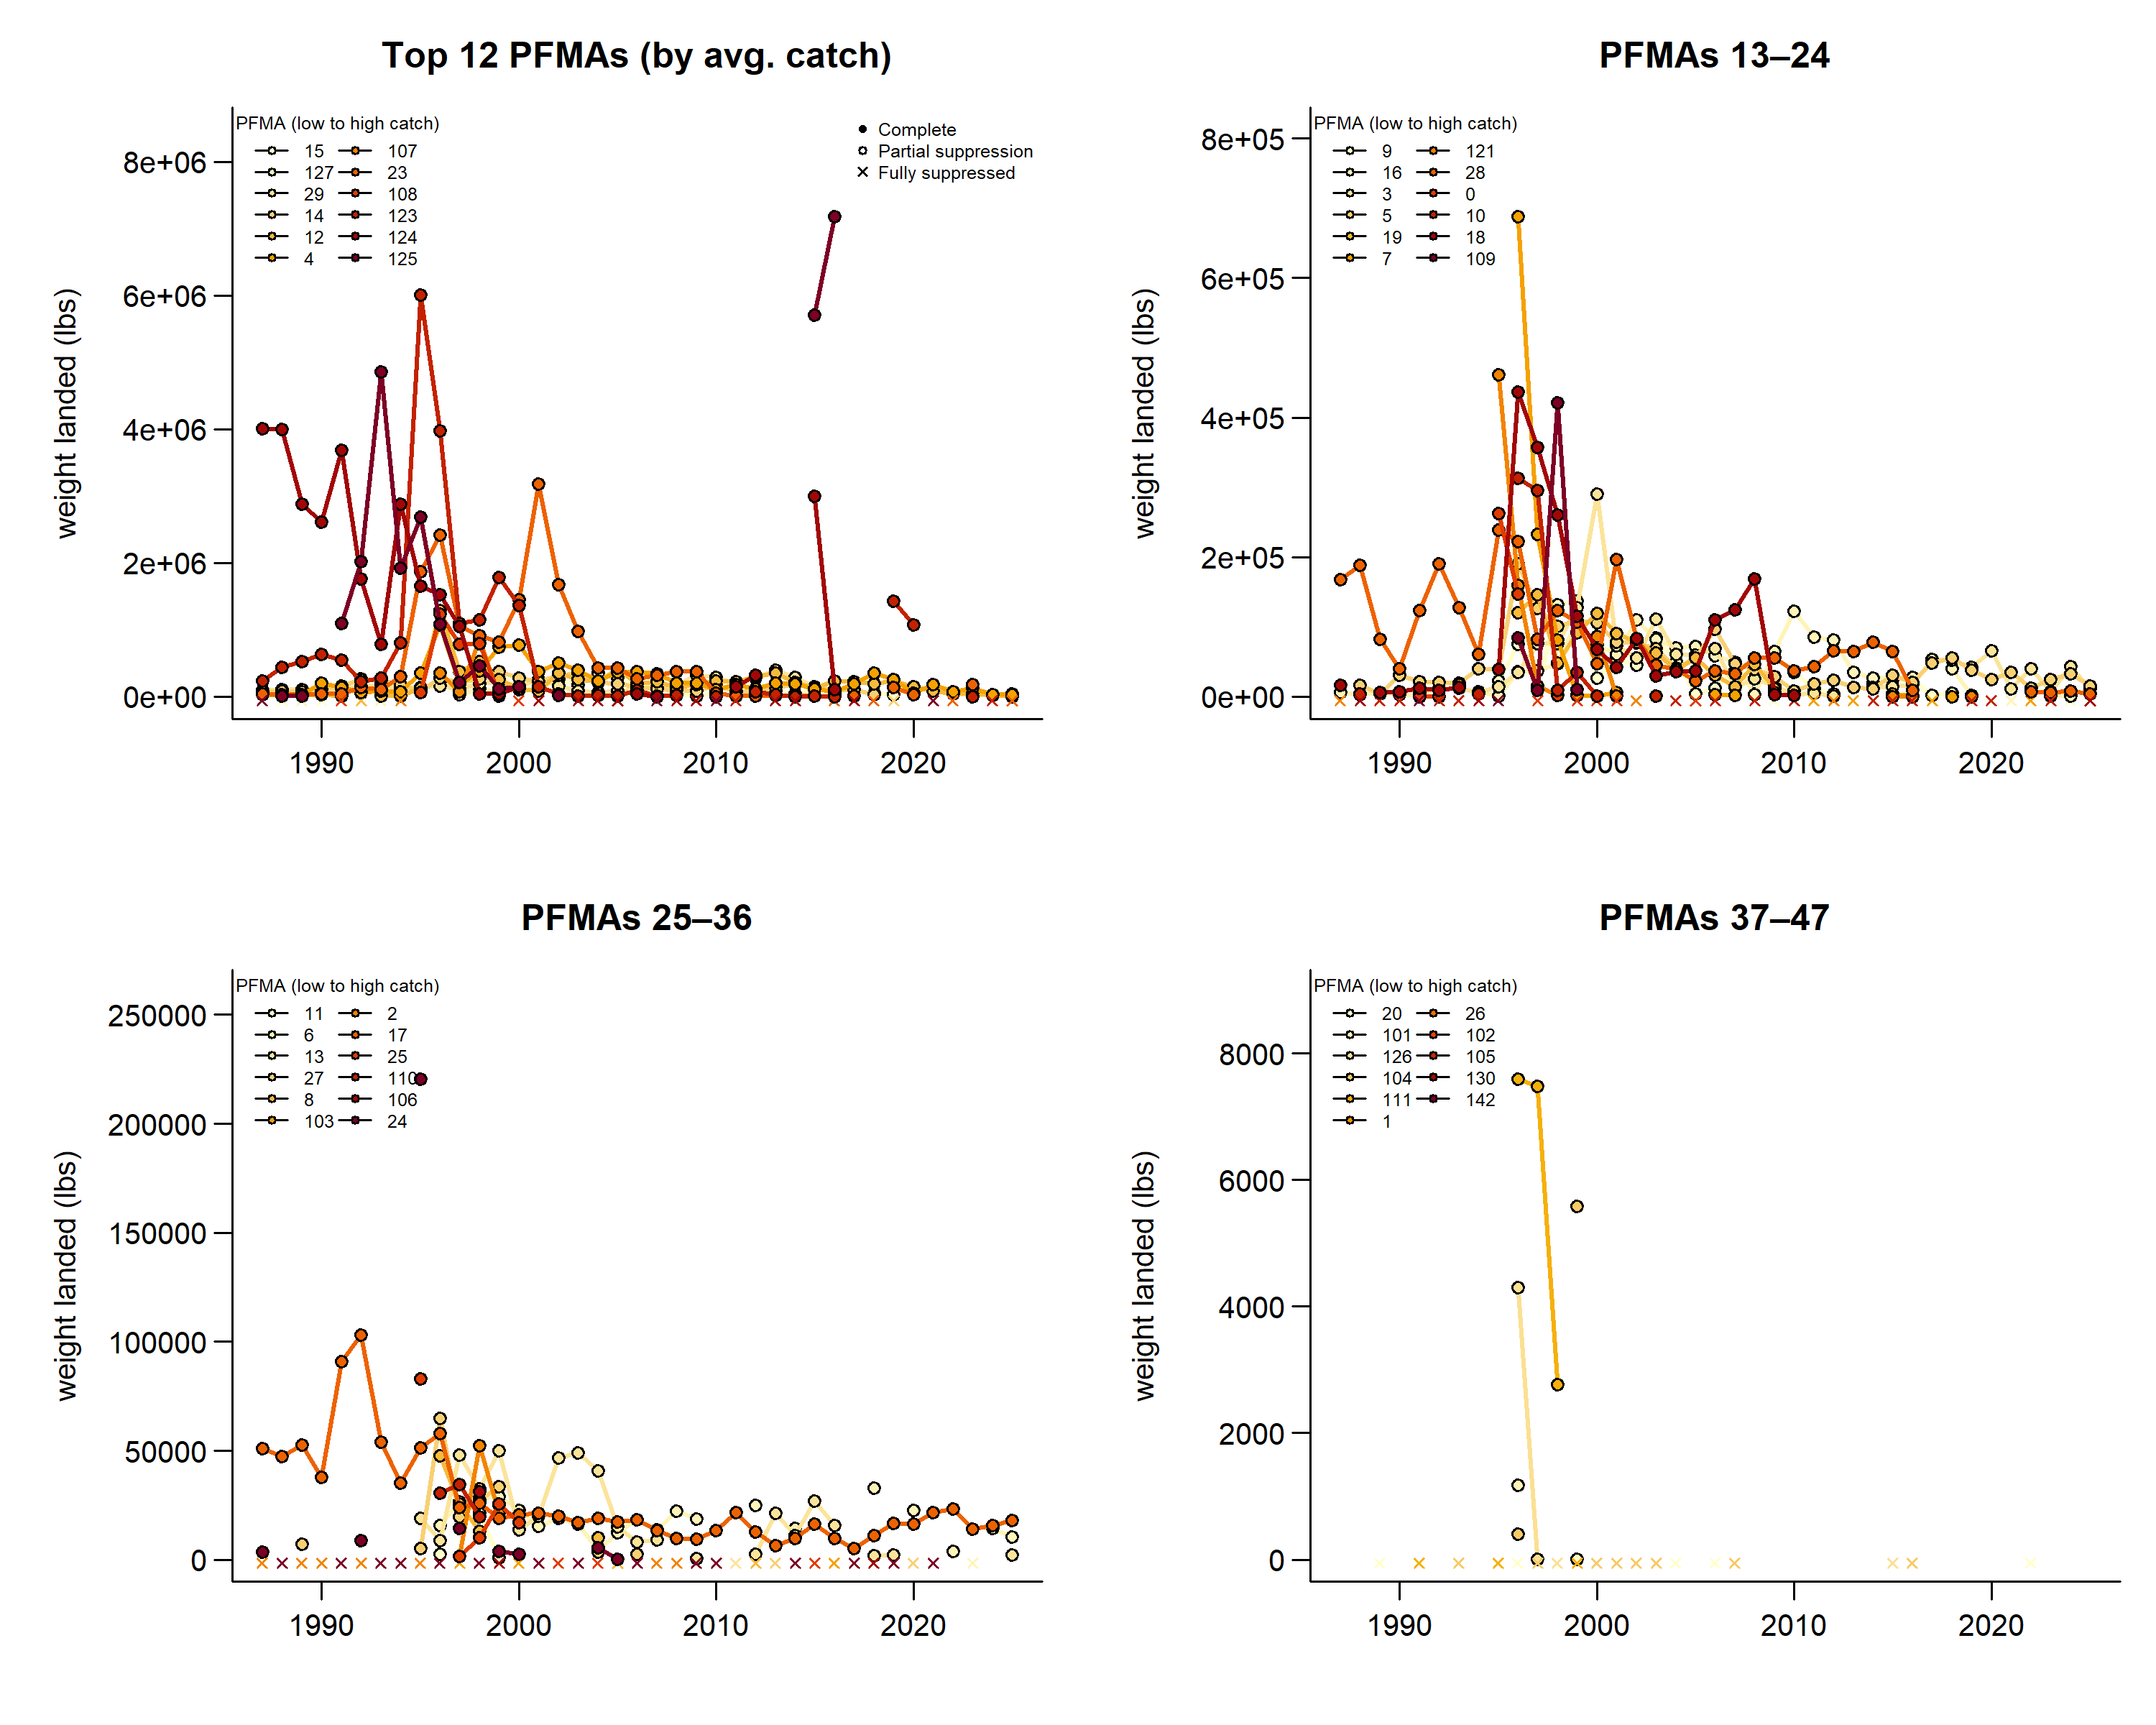 Top 12 PFMAs (by avg. catch)
PFMA (low to high catch)
15 107
127 23
29 108
14 123
12 124
4 125
Complete
Partial suppression
Fully suppressed
weight landed (lbs)
8e+06
6e+06
4e+06
2e+06
0e+00
1990 2000 2010 2020
PFMAs 13–24
PFMA (low to high catch)
9 121
16 28
3 0
5 10
19 18
7 109
weight landed (lbs)
8e+05
6e+05
4e+05
2e+05
0e+00
1990 2000 2010 2020
PFMAs 25–36
PFMA (low to high catch)
11 2
6 17
13 25
27 110
8 106
103 24
weight landed (lbs)
250000
200000
150000
100000
50000
0
1990 2000 2010 2020
PFMAs 37–47
PFMA (low to high catch)
20 26
101 102
126 105
104 130
111 142
1
weight landed (lbs)
8000
6000
4000
2000
0
1990 2000 2010 2020